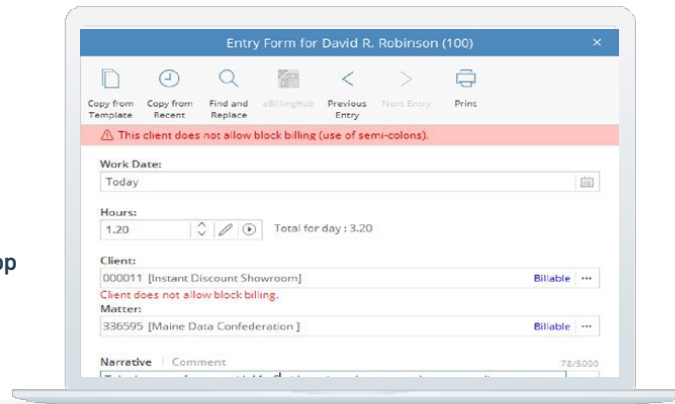 Entry Form for David R. Robinson (100)
Copy from Template
Copy from Recent
Find and Replace
eBillingHub
Previous Entry
Next Entry
Print
This client does not allow block billing (use of semi-colons).
Work Date:
Today
Hours:
1.20 Total for day : 3.20
pp
Client:
000011 [Instant Discount Showroom] Billable ...
Client does not allow block billing.
Matter:
336595 [Maine Data Confederation ] Billable ...
Narrative Comment 78/5000